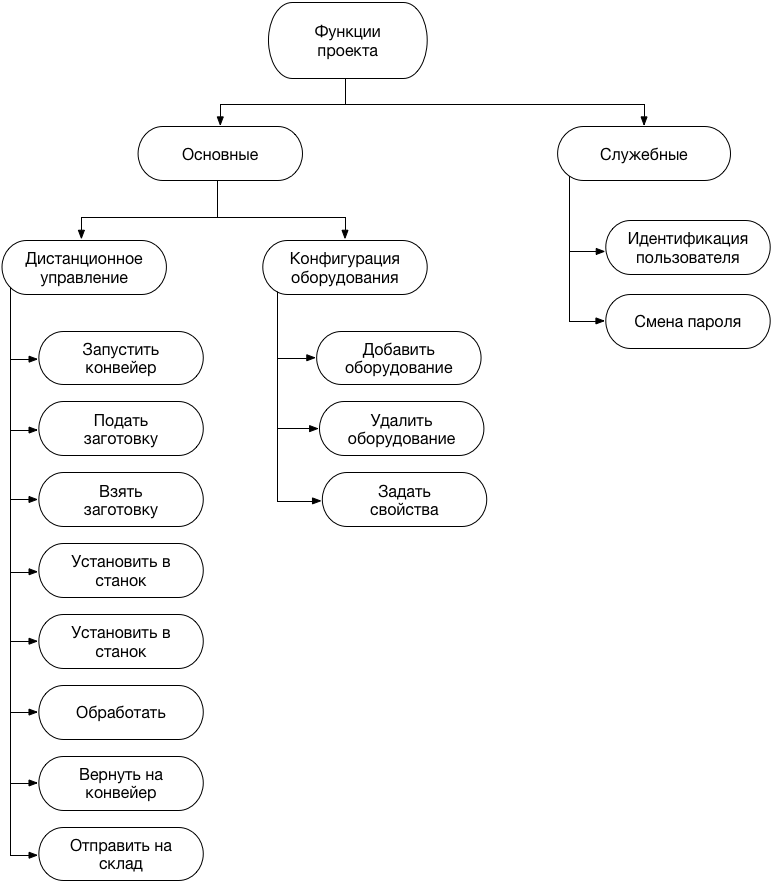 Функции
проекта
Основные
Служебные
Дистанционное
управление
Конфигурация
оборудования
Идентификация
пользователя
Смена пароля
Запустить
конвейер
Подать
заготовку
Взять
заготовку
Установить в
станок
Установить в
станок
Обработать
Вернуть на
конвейер
Отправить на
склад
Добавить
оборудование
Удалить
оборудование
Задать
свойства